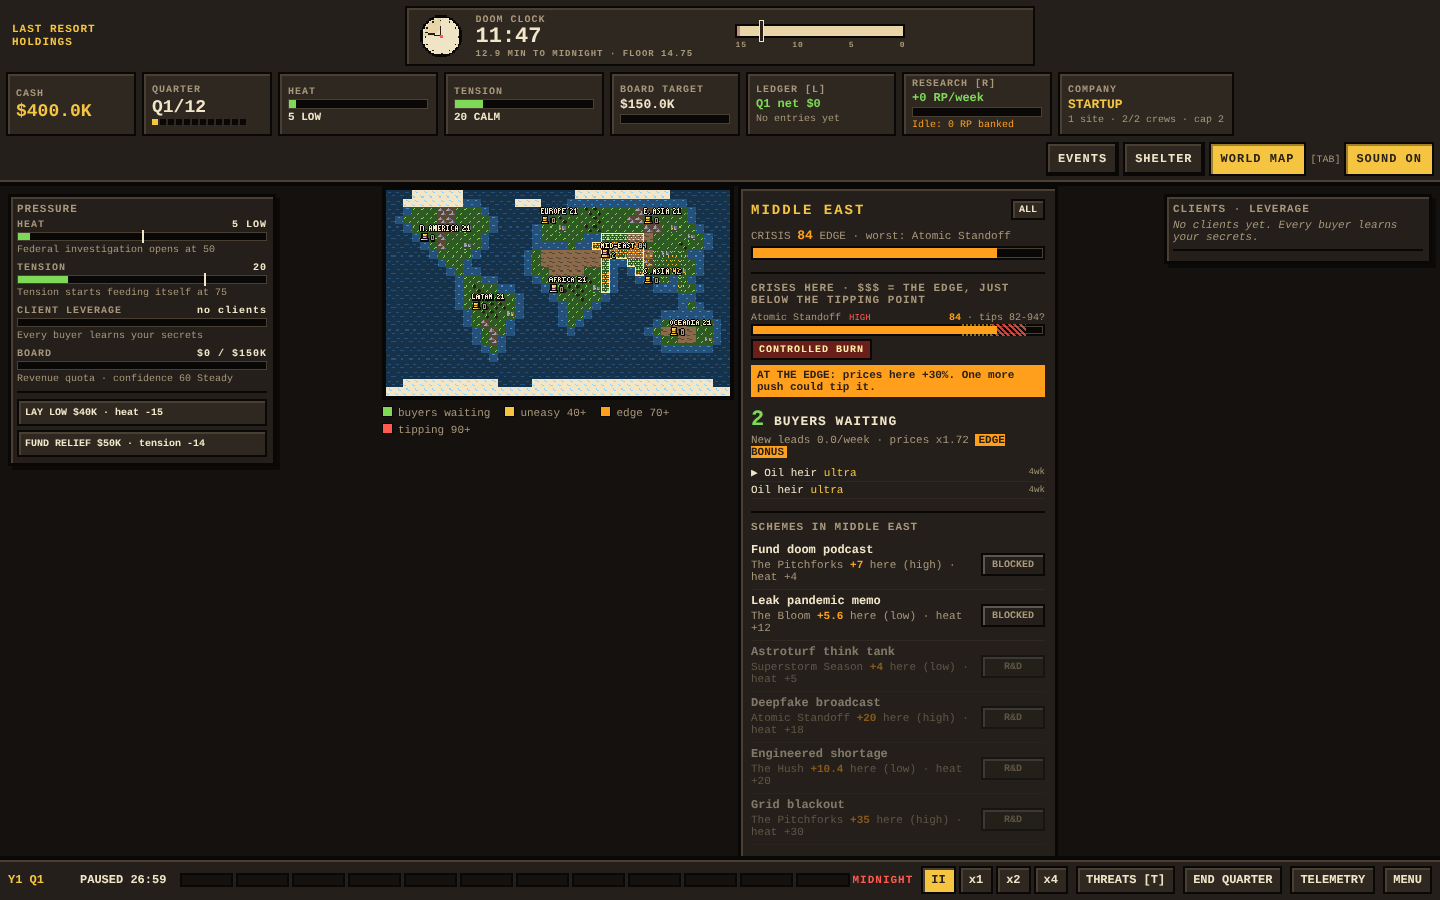 LAST RESORT
HOLDINGS
DOOM CLOCK
11:47
12.9 MIN TO MIDNIGHT · FLOOR 14.75
15 10 5 0
CASH
$400.0K
QUARTER
Q1/12
HEAT
5 LOW
TENSION
20 CALM
BOARD TARGET
$150.0K
LEDGER [L]
Q1 net $0
No entries yet
RESEARCH [R]
+0 RP/week
Idle: 0 RP banked
COMPANY
STARTUP
1 site · 2/2 crews · cap 2
EVENTS
SHELTER
WORLD MAP
[TAB]
SOUND ON
PRESSURE
HEAT 5 LOW
Federal investigation opens at 50
TENSION 20
Tension starts feeding itself at 75
CLIENT LEVERAGE no clients
Every buyer learns your secrets
BOARD $0 / $150K
Revenue quota · confidence 60 Steady
LAY LOW $40K · heat -15
FUND RELIEF $50K · tension -14
EUROPE 21
E.ASIA 21
N.AMERICA 21
MID-EAST 84
S.ASIA 42
AFRICA 21
LATAM 21
OCEANIA 21
buyers waiting uneasy 40+ edge 70+
tipping 90+
MIDDLE EAST
ALL
CRISIS 84 EDGE · worst: Atomic Standoff
CRISES HERE · $$$ = THE EDGE, JUST
BELOW THE TIPPING POINT
Atomic Standoff HIGH 84 · tips 82-94?
CONTROLLED BURN
AT THE EDGE: prices here +30%. One more
push could tip it.
2 BUYERS WAITING
New leads 0.0/week · prices x1.72 EDGE
BONUS
▶ Oil heir ultra 4wk
Oil heir ultra 4wk
SCHEMES IN MIDDLE EAST
Fund doom podcast
The Pitchforks +7 here (high) ·
heat +4
BLOCKED
Leak pandemic memo
The Bloom +5.6 here (low) · heat
+12
BLOCKED
Astroturf think tank
Superstorm Season +4 here (low) ·
heat +5
R&D
Deepfake broadcast
Atomic Standoff +20 here (high) ·
heat +18
R&D
Engineered shortage
The Hush +10.4 here (low) · heat
+20
R&D
Grid blackout
The Pitchforks +35 here (high) ·
heat +30
R&D
CLIENTS · LEVERAGE
No clients yet. Every buyer learns
your secrets.
Y1 Q1
PAUSED 26:59
MIDNIGHT
II
x1
x2
x4
THREATS [T]
END QUARTER
TELEMETRY
MENU